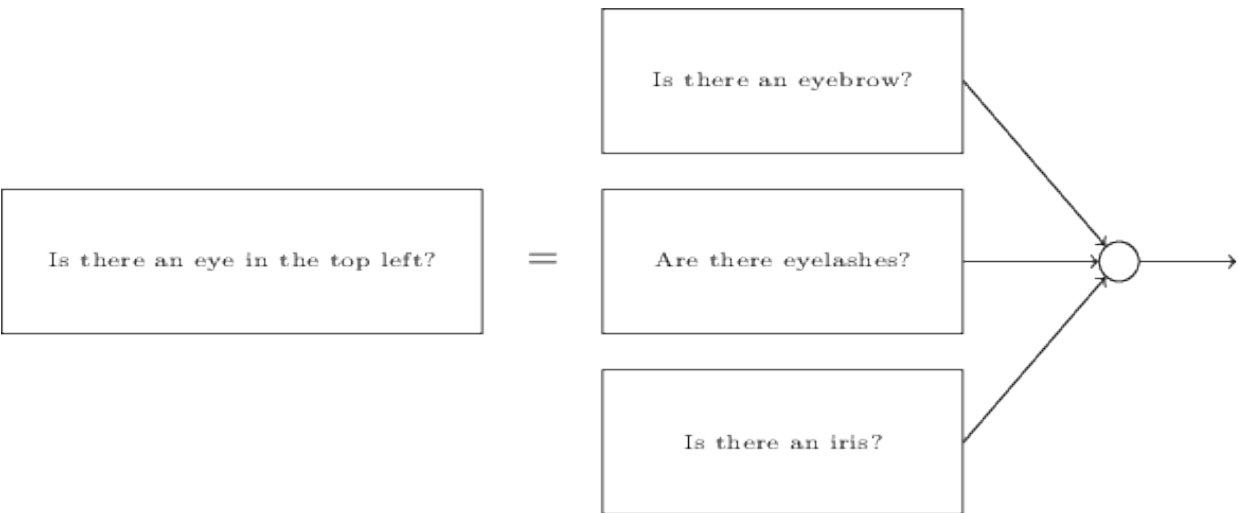 Is there an eyebrow?
Is there an eye in the top left?
=
Are there eyelashes?
Is there an iris?